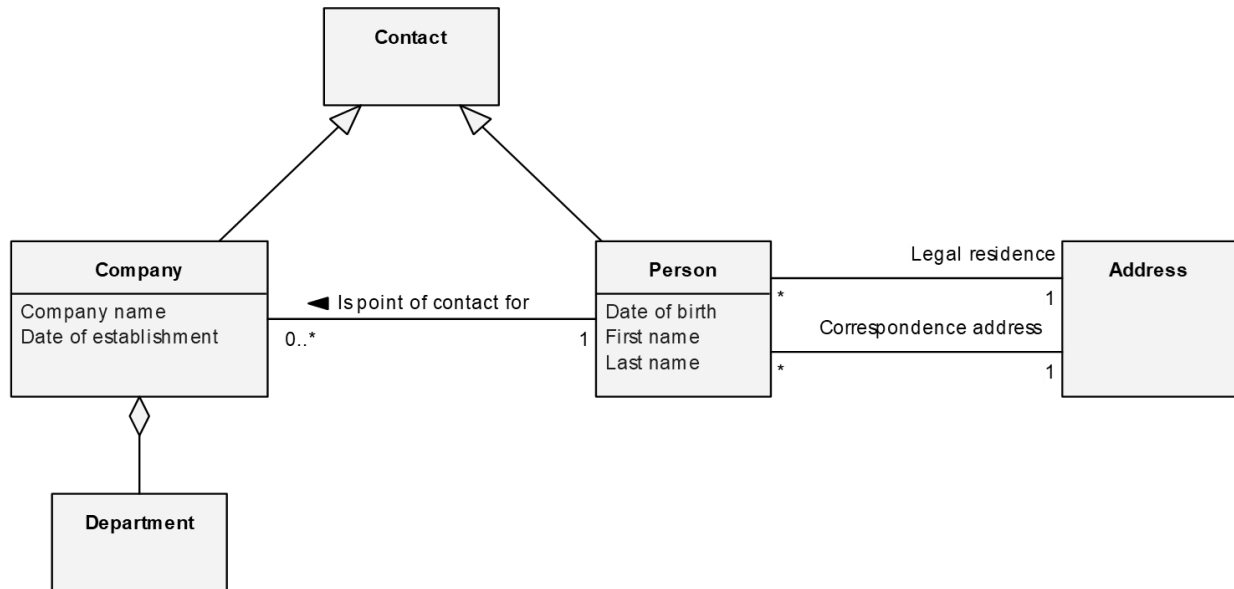 Contact
Company
Company name
Date of establishment
◄ Is point of contact for
0..*
1
Person
Date of birth
First name
Last name
Legal residence
*
1
Correspondence address
*
1
Address
Department